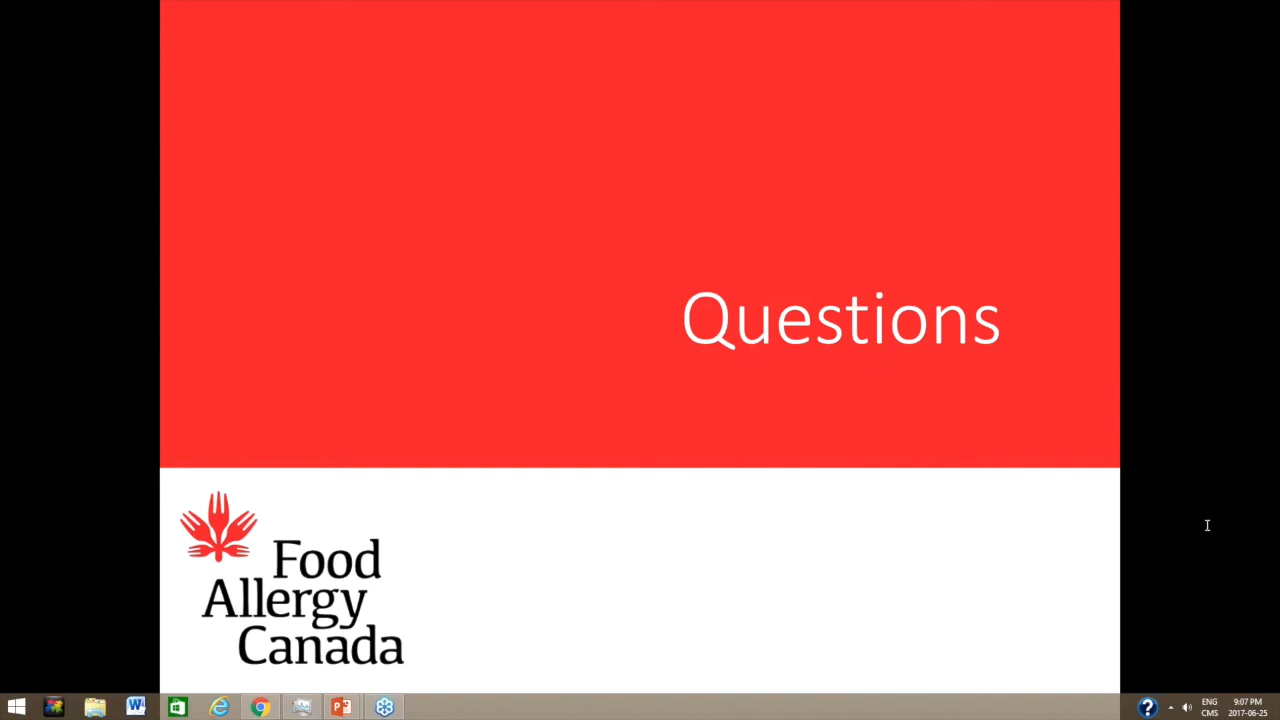 Questions
Food
Allergy
Canada
ENG
CMS
9:07 PM
2017-06-25